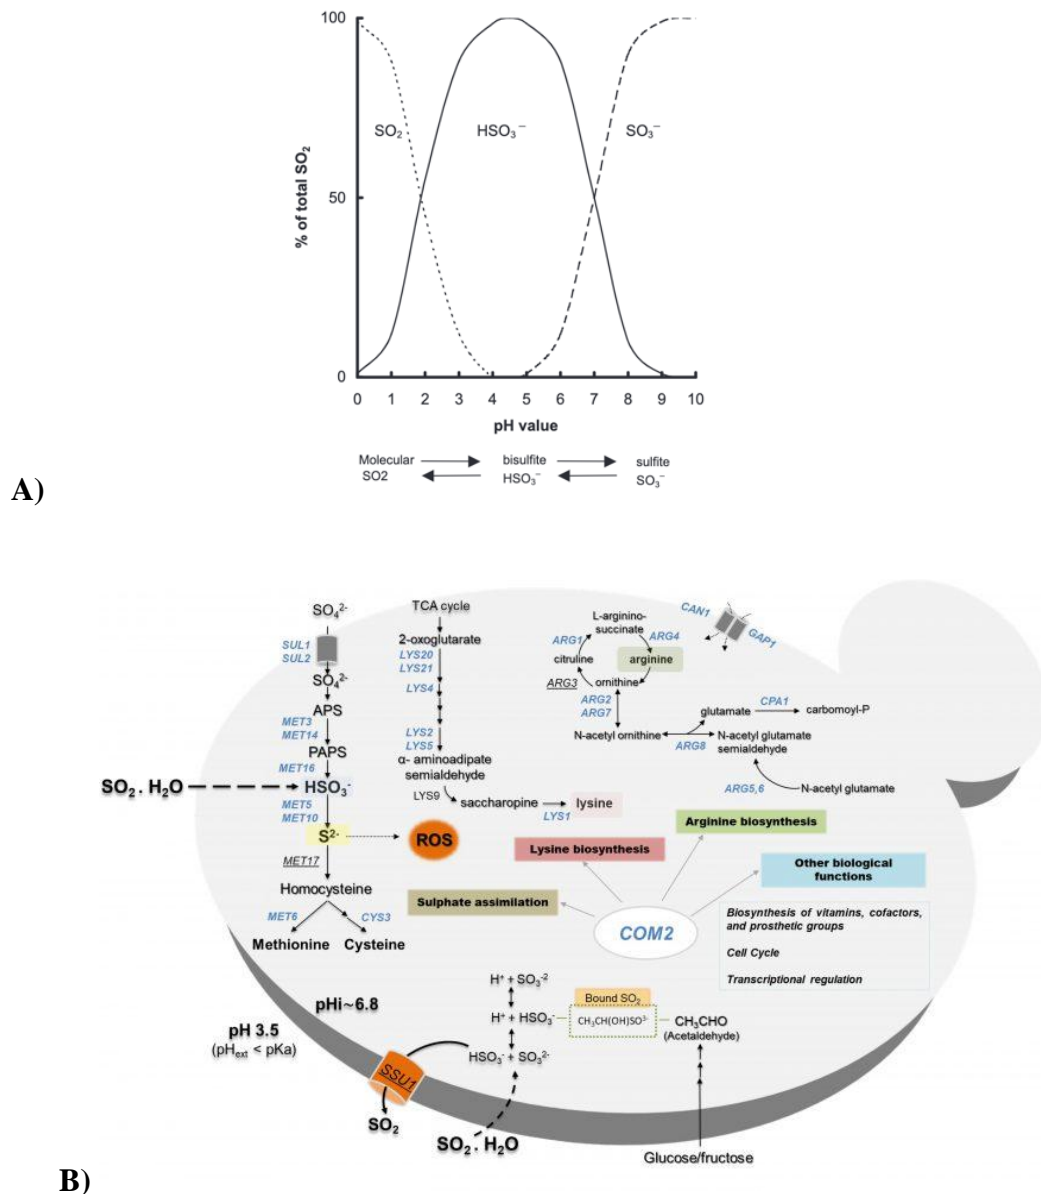 100
50
0
% of total SO₂
SO₂
HSO₃⁻
SO₃⁻
0 1 2 3 4 5 6 7 8 9 10
pH value
Molecular bisulfite sulfite
SO2 HSO₃⁻ SO₃⁻
A)
SO₄²⁻
SUL1
SUL2
SO₄²⁻
APS
MET3
MET14
PAPS
MET16
SO₂ . H₂O
HSO₃⁻
MET5
MET10
S²⁻
ROS
MET17
Homocysteine
MET6
CYS3
Methionine
Cysteine
TCA cycle
2-oxoglutarate
LYS20
LYS21
LYS4
LYS2
LYS5
α- aminoadipate
semialdehyde
LYS9
saccharopine
LYS1
lysine
L-arginino-
succinate
ARG1
ARG4
citruline
arginine
ARG3
ornithine
ARG2
ARG7
N-acetyl ornithine
ARG8
glutamate
CPA1
carbomoyl-P
N-acetyl glutamate
semialdehyde
ARG5,6
N-acetyl glutamate
CAN1
GAP1
Lysine biosynthesis
Arginine biosynthesis
Sulphate assimilation
Other biological
functions
COM2
Biosynthesis of vitamins, cofactors,
and prosthetic groups
Cell Cycle
Transcriptional regulation
pHi~6.8
pH 3.5
(pHext < pKa)
H⁺ + SO₃⁻²
H⁺ + HSO₃⁻
HSO₃⁻ + SO₃²⁻
Bound SO₂
CH₃CH(OH)SO³⁻
CH₃CHO
(Acetaldehyde)
SSU1
SO₂
SO₂ . H₂O
Glucose/fructose
B)